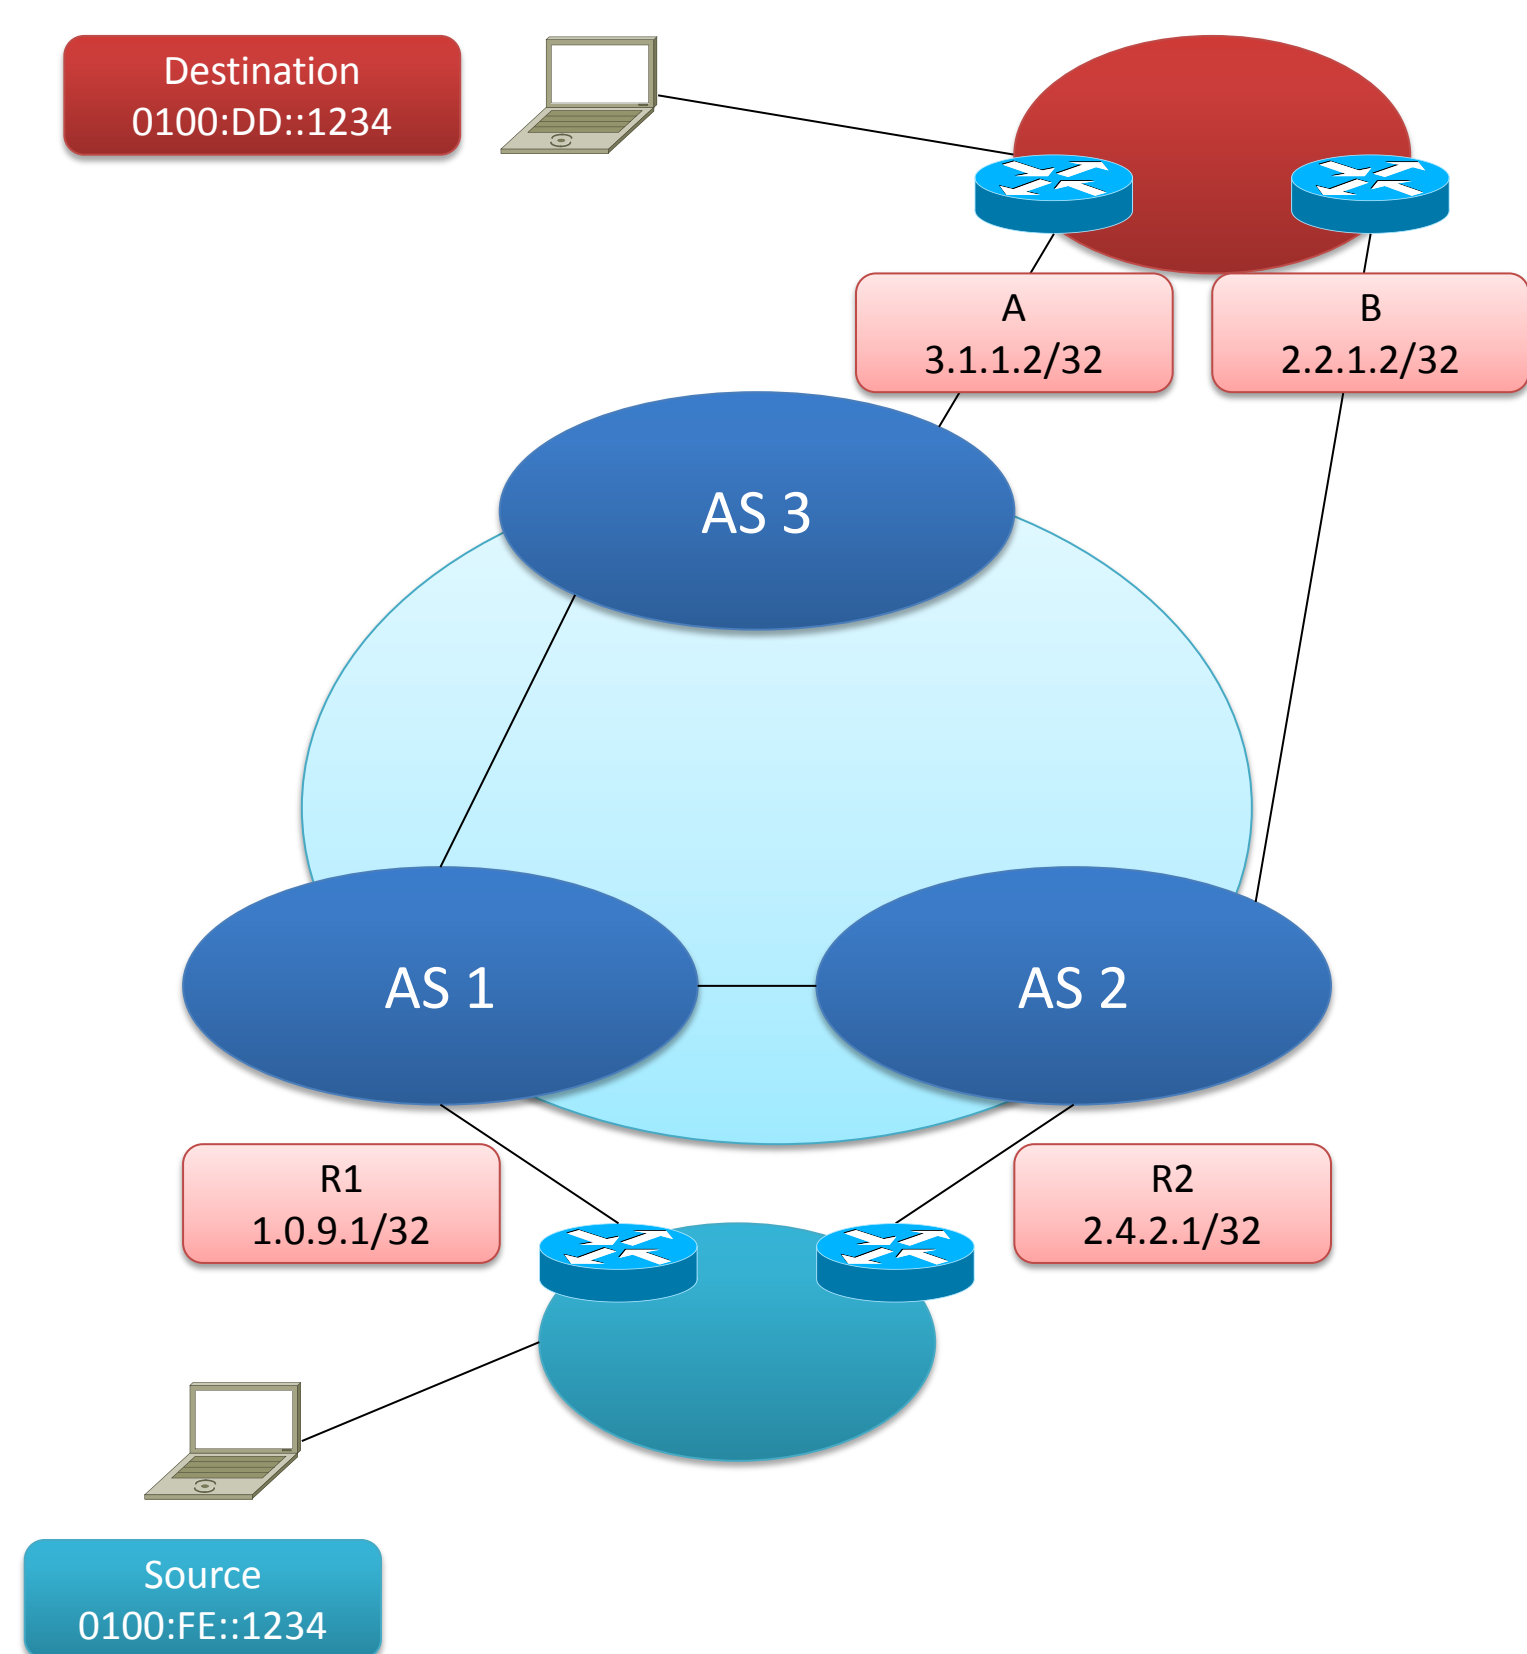 Destination
0100:DD::1234
A
3.1.1.2/32
B
2.2.1.2/32
AS 3
AS 1
AS 2
R1
1.0.9.1/32
R2
2.4.2.1/32
Source
0100:FE::1234